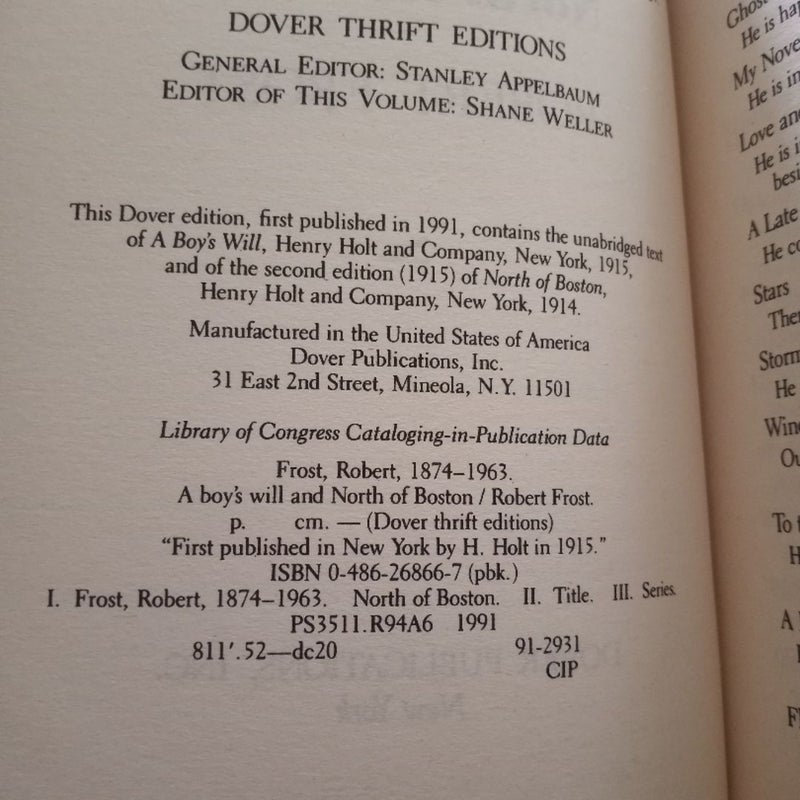 DOVER THRIFT EDITIONS
GENERAL EDITOR: STANLEY APPELBAUM
EDITOR OF THIS VOLUME: SHANE WELLER
This Dover edition, first published in 1991, contains the unabridged text
of A Boy's Will, Henry Holt and Company, New York, 1915,
and of the second edition (1915) of North of Boston,
Henry Holt and Company, New York, 1914.
Manufactured in the United States of America
Dover Publications, Inc.
31 East 2nd Street, Mineola, N.Y. 11501
Library of Congress Cataloging-in-Publication Data
Frost, Robert, 1874–1963.
A boy's will and North of Boston / Robert Frost.
p. cm. — (Dover thrift editions)
"First published in New York by H. Holt in 1915."
ISBN 0-486-26866-7 (pbk.)
I. Frost, Robert, 1874–1963. North of Boston. II. Title. III. Series.
PS3511.R94A6 1991
811'.52—dc20 91-2931
CIP
He is
My
He is
Love
He is
A Late
He
Stars
Storm
He
To
A